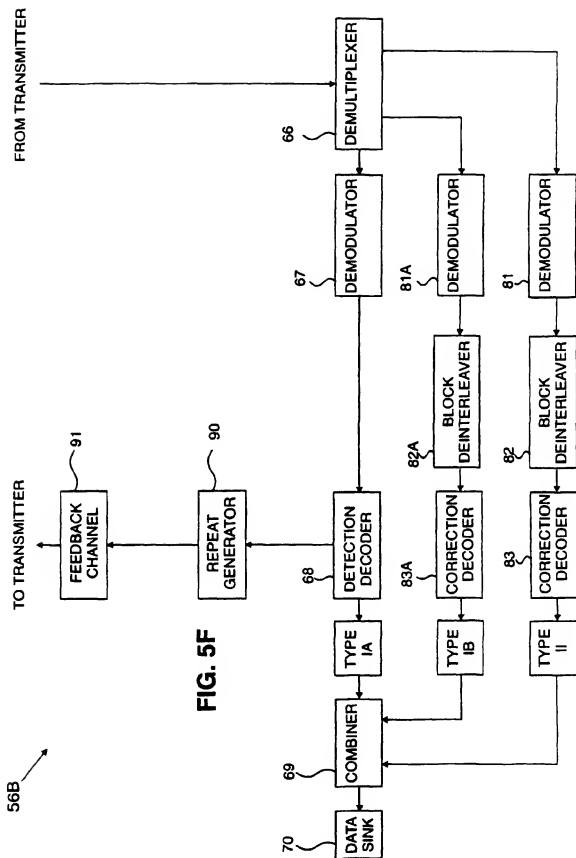 56B
TO TRANSMITTER
FROM TRANSMITTER
91
FEEDBACK
CHANNEL
90
REPEAT
GENERATOR
FIG. 5F
70
DATA
SINK
69
COMBINER
TYPE
IA
68
DETECTION
DECODER
67
DEMODULATOR
66
DEMULTIPLEXER
TYPE
IB
83A
CORRECTION
DECODER
82A
BLOCK
DEINTERLEAVER
81A
DEMODULATOR
TYPE
II
83
CORRECTION
DECODER
82
BLOCK
DEINTERLEAVER
81
DEMODULATOR